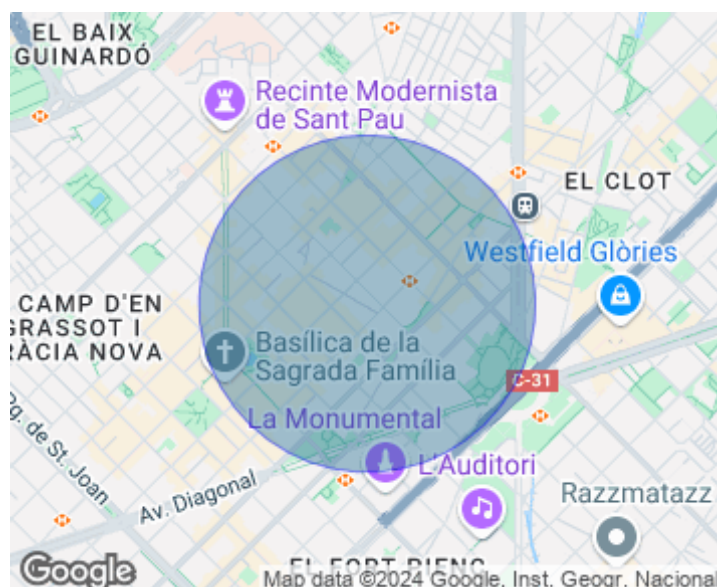 EL BAIX
GUINARDÓ
Recinte Modernista
de Sant Pau
EL CLOT
Westfield Glòries
CAMP D'EN
GRASSOT I
RÀCIA NOVA
Basílica de la
Sagrada Família
C-31
La Monumental
L'Auditori
Pg. de St. Joan
Av. Diagonal
Razzmatazz
EL FORT PIENC
Google
Map data ©2024 Google, Inst. Geogr. Nacional